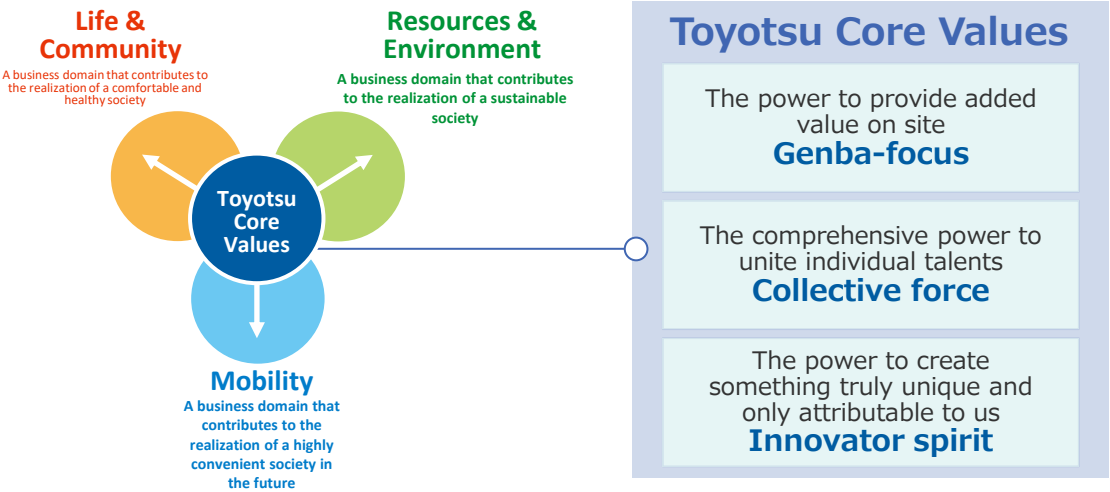 Life &
Community
A business domain that contributes to
the realization of a comfortable and
healthy society
Resources &
Environment
A business domain that contributes
to the realization of a sustainable
society
Toyotsu
Core
Values
Mobility
A business domain that
contributes to the
realization of a highly
convenient society in
the future
Toyotsu Core Values
The power to provide added
value on site
Genba-focus
The comprehensive power to
unite individual talents
Collective force
The power to create
something truly unique and
only attributable to us
Innovator spirit